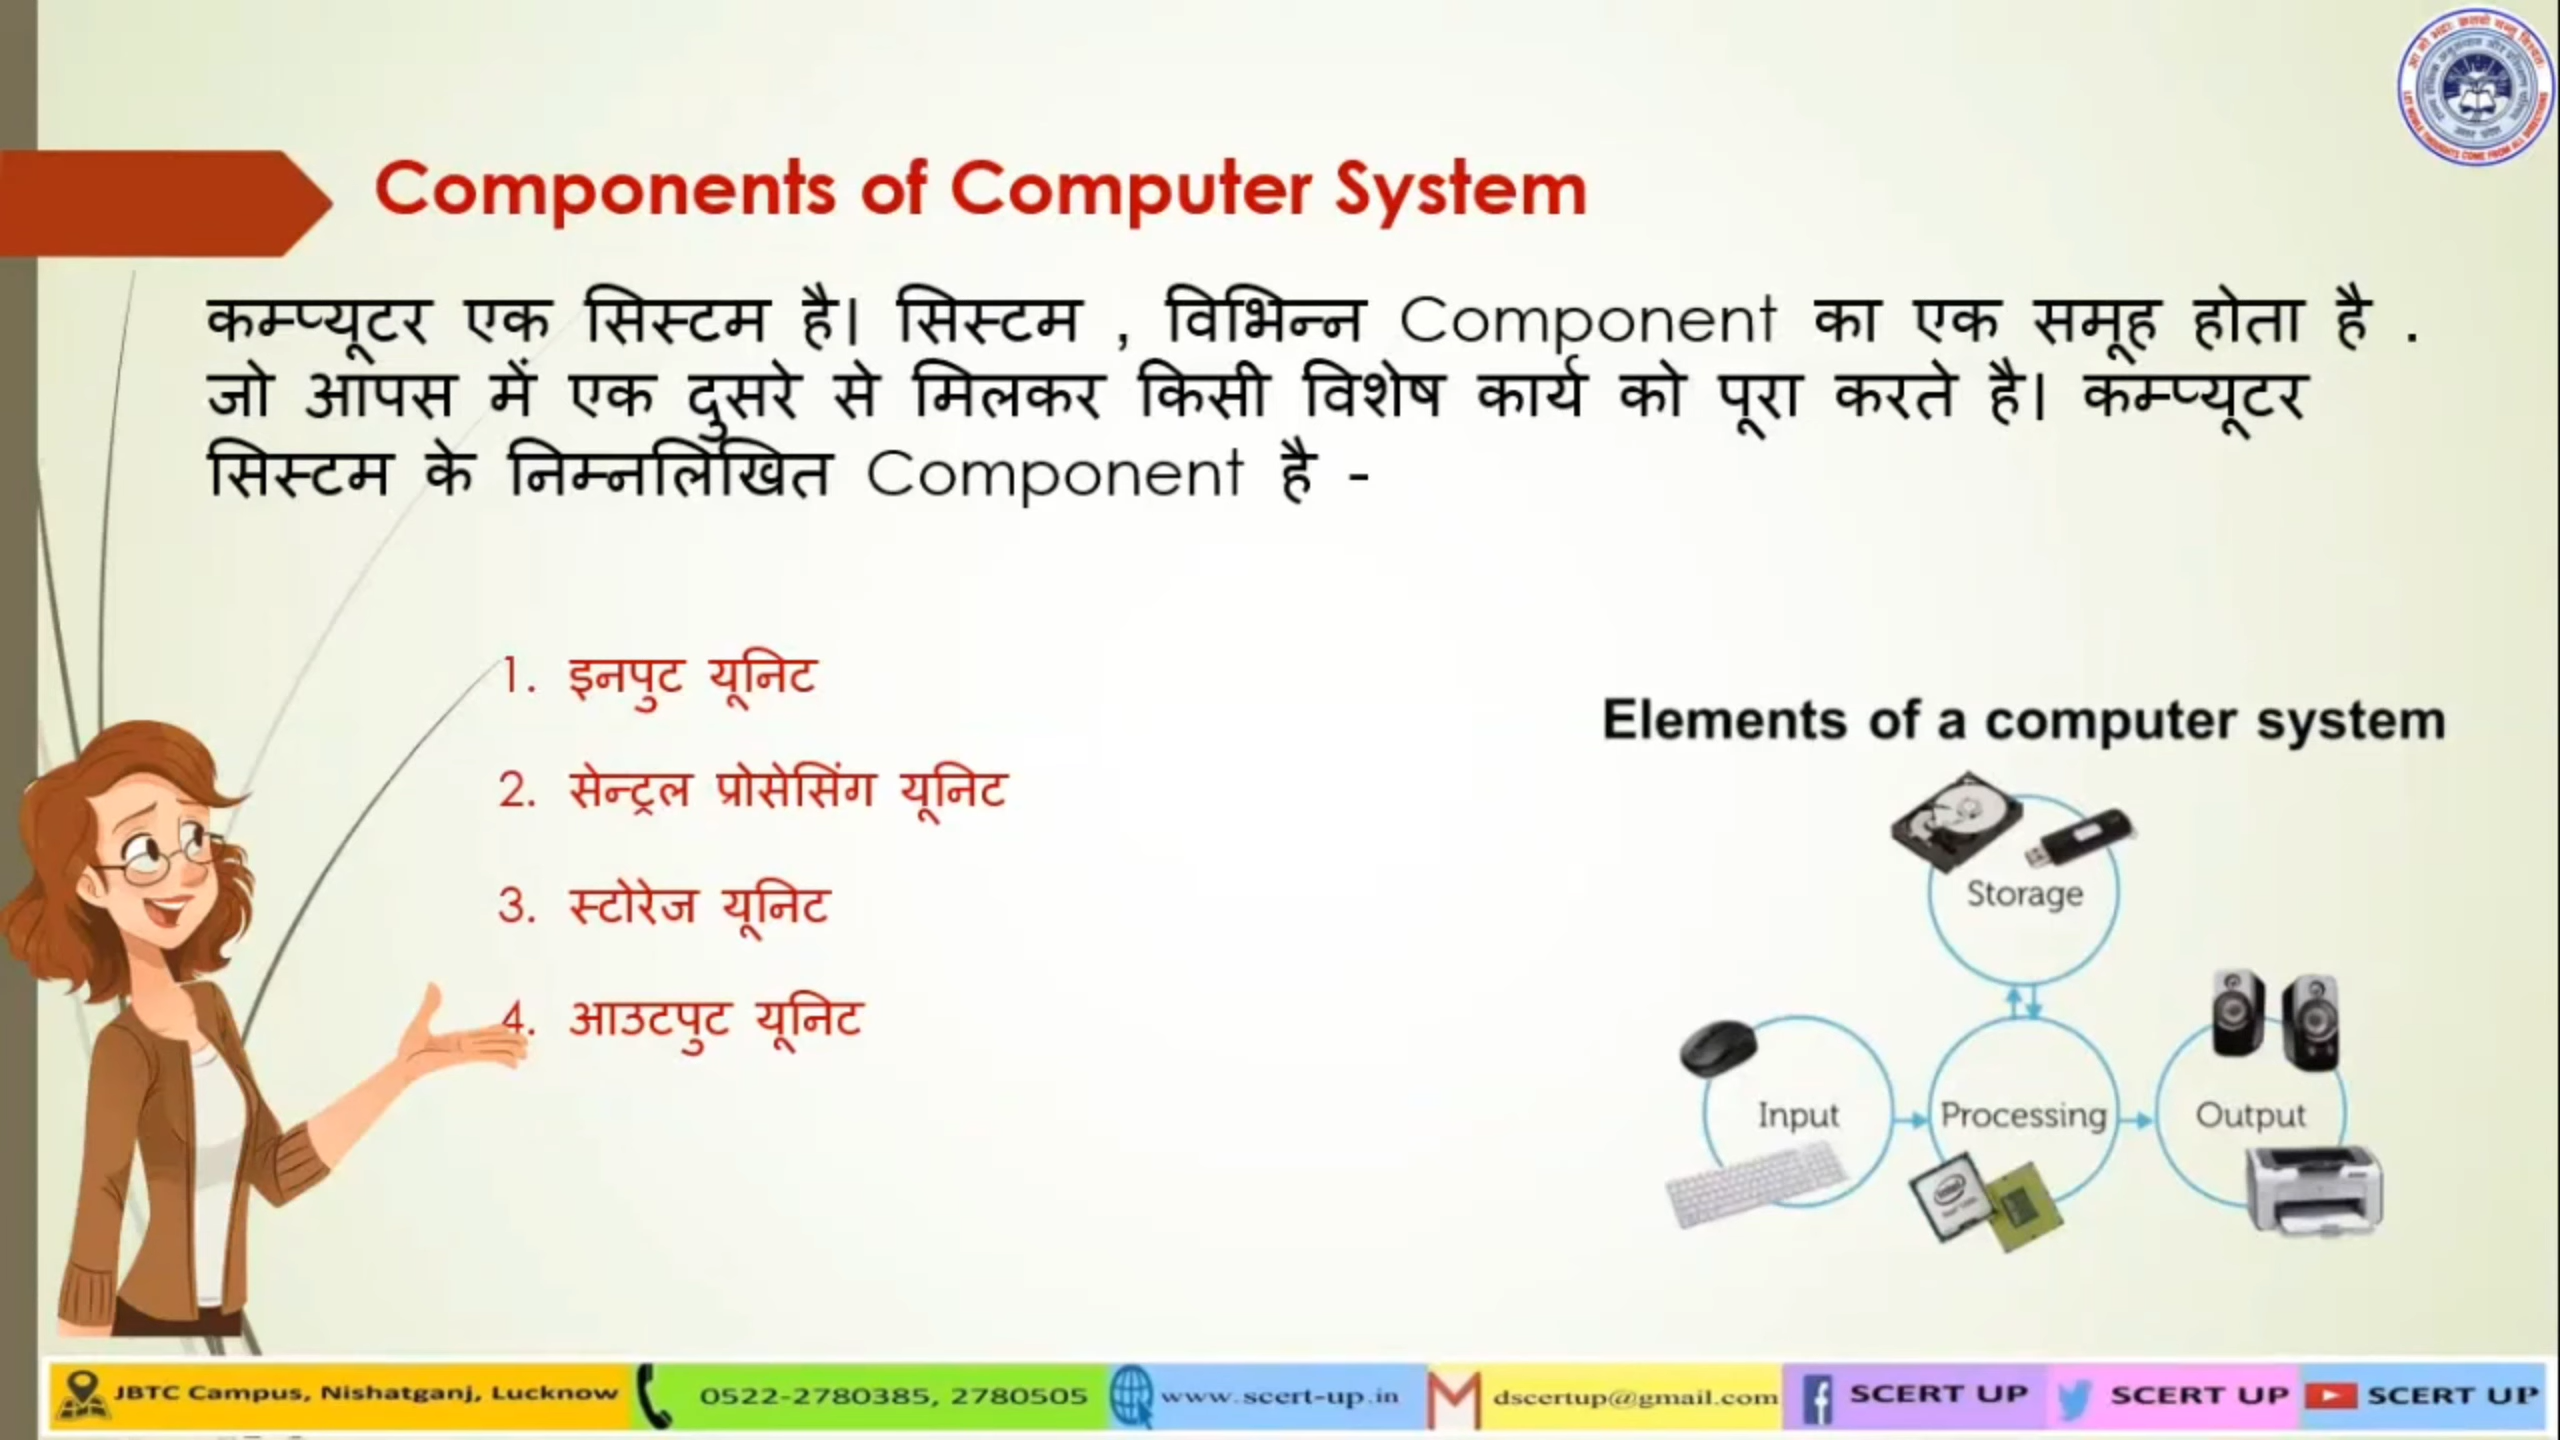 Components of Computer System
कम्प्यूटर एक सिस्टम है। सिस्टम , विभिन्न Component का एक समूह होता है .
जो आपस में एक दुसरे से मिलकर किसी विशेष कार्य को पूरा करते है। कम्प्यूटर
सिस्टम के निम्नलिखित Component है -
1. इनपुट यूनिट
2. सेन्ट्रल प्रोसेसिंग यूनिट
3. स्टोरेज यूनिट
4. आउटपुट यूनिट
Elements of a computer system
Storage
Input
Processing
Output
JBTC Campus, Nishatganj, Lucknow
0522-2780385, 2780505
www.scert-up.in
dscertup@gmail.com
SCERT UP
SCERT UP
SCERT UP